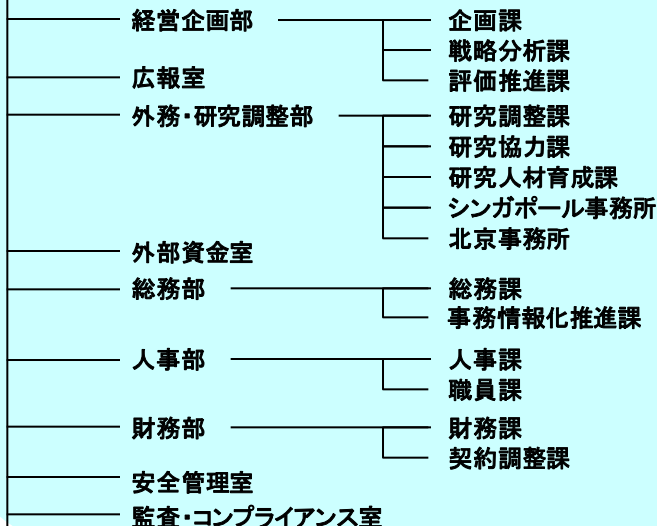 経営企画部 企画課
戦略分析課
広報室 評価推進課
外務・研究調整部 研究調整課
研究協力課
研究人材育成課
シンガポール事務所
北京事務所
外部資金室
総務部 総務課
事務情報化推進課
人事部 人事課
職員課
財務部 財務課
契約調整課
安全管理室
監査・コンプライアンス室